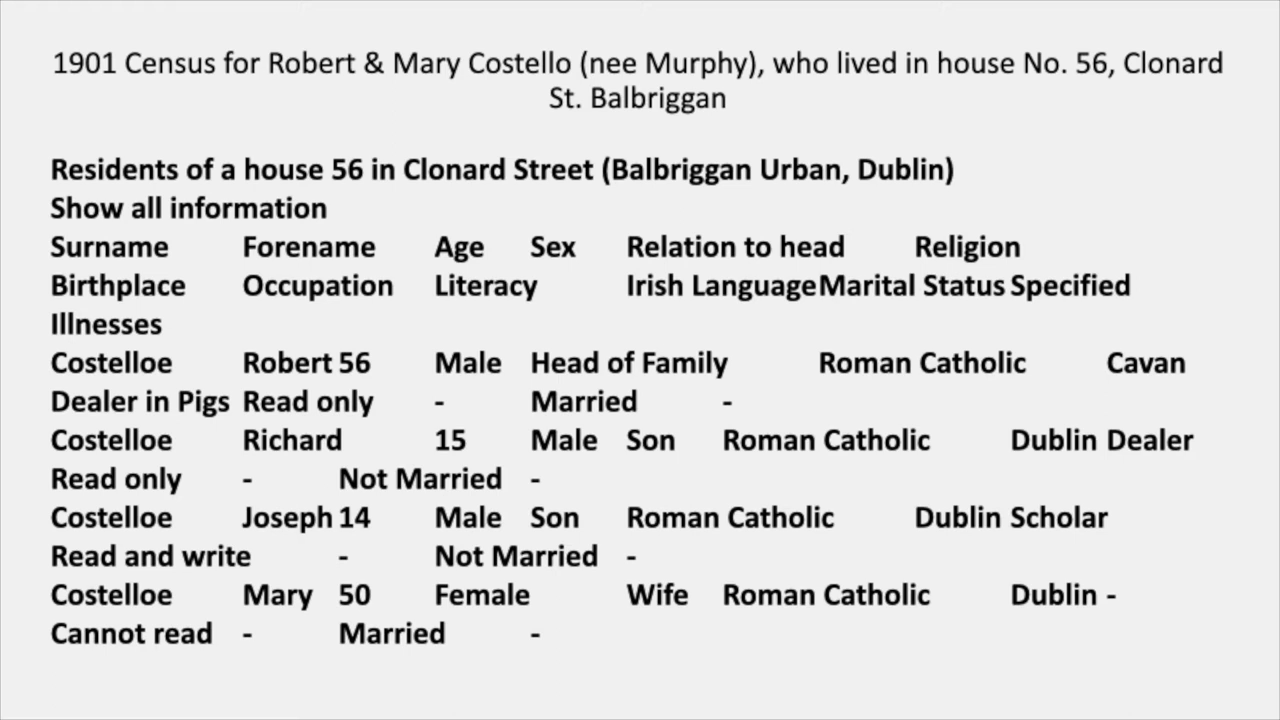 1901 Census for Robert & Mary Costello (nee Murphy), who lived in house No. 56, Clonard
St. Balbriggan
Residents of a house 56 in Clonard Street (Balbriggan Urban, Dublin)
Show all information
Surname Forename Age Sex Relation to head Religion
Birthplace Occupation Literacy Irish Language Marital Status Specified
Illnesses
Costelloe Robert 56 Male Head of Family Roman Catholic Cavan
Dealer in Pigs Read only - Married -
Costelloe Richard 15 Male Son Roman Catholic Dublin Dealer
Read only - Not Married -
Costelloe Joseph 14 Male Son Roman Catholic Dublin Scholar
Read and write - Not Married -
Costelloe Mary 50 Female Wife Roman Catholic Dublin -
Cannot read - Married -